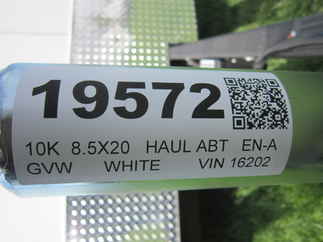 19572
10K 8.5X20 HAUL ABT EN-A
GVW WHITE VIN 16202